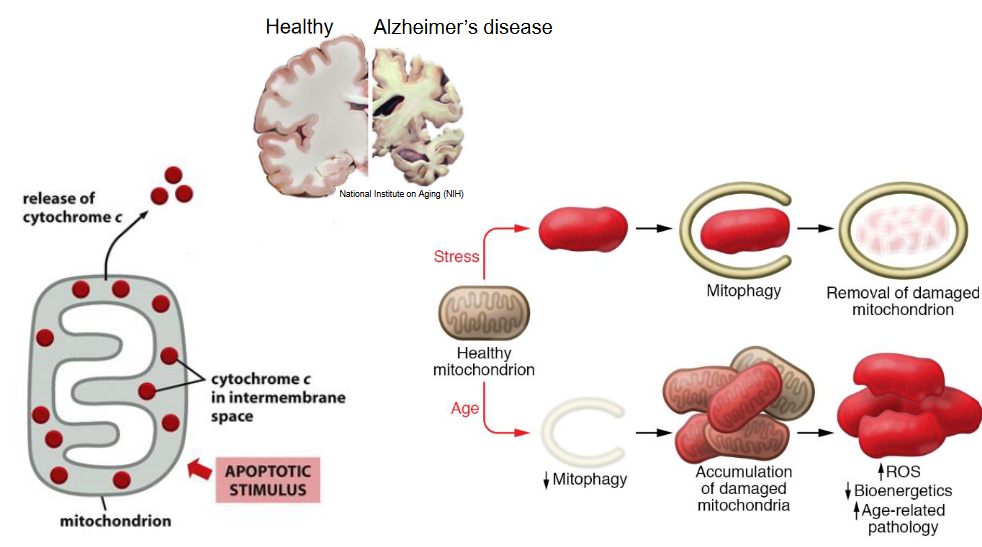 Healthy
Alzheimer's disease
National Institute on Aging (NIH)
release of
cytochrome c
cytochrome c
in intermembrane
space
APOPTOTIC
STIMULUS
mitochondrion
Stress
Mitophagy
Removal of damaged
mitochondrion
Healthy
mitochondrion
Age
↓ Mitophagy
Accumulation
of damaged
mitochondria
↑ROS
↓Bioenergetics
↑Age-related
pathology